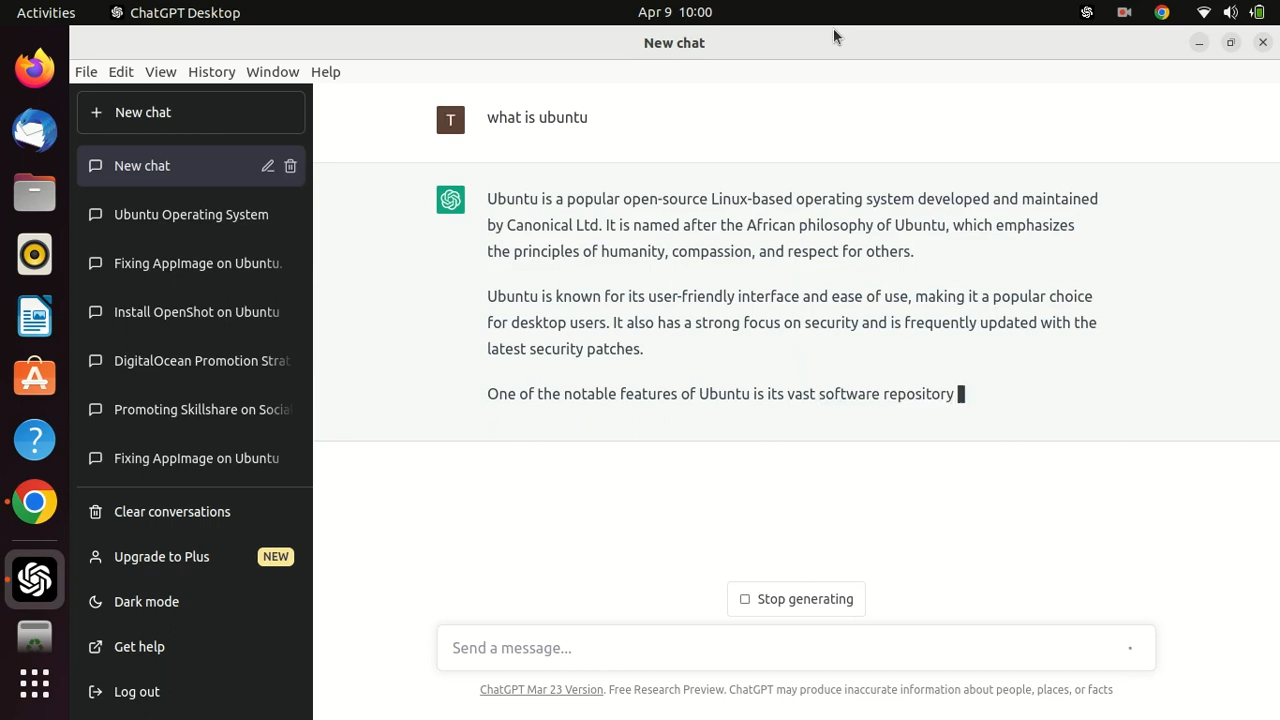 Activities
ChatGPT Desktop
Apr 9 10:00
New chat
File Edit View History Window Help
New chat
New chat
Ubuntu Operating System
Fixing AppImage on Ubuntu.
Install OpenShot on Ubuntu
DigitalOcean Promotion Strat
Promoting Skillshare on Social
Fixing AppImage on Ubuntu
Clear conversations
Upgrade to Plus NEW
Dark mode
Get help
Log out
T
what is ubuntu
Ubuntu is a popular open-source Linux-based operating system developed and maintained
by Canonical Ltd. It is named after the African philosophy of Ubuntu, which emphasizes
the principles of humanity, compassion, and respect for others.
Ubuntu is known for its user-friendly interface and ease of use, making it a popular choice
for desktop users. It also has a strong focus on security and is frequently updated with the
latest security patches.
One of the notable features of Ubuntu is its vast software repository
Stop generating
Send a message...
ChatGPT Mar 23 Version. Free Research Preview. ChatGPT may produce inaccurate information about people, places, or facts